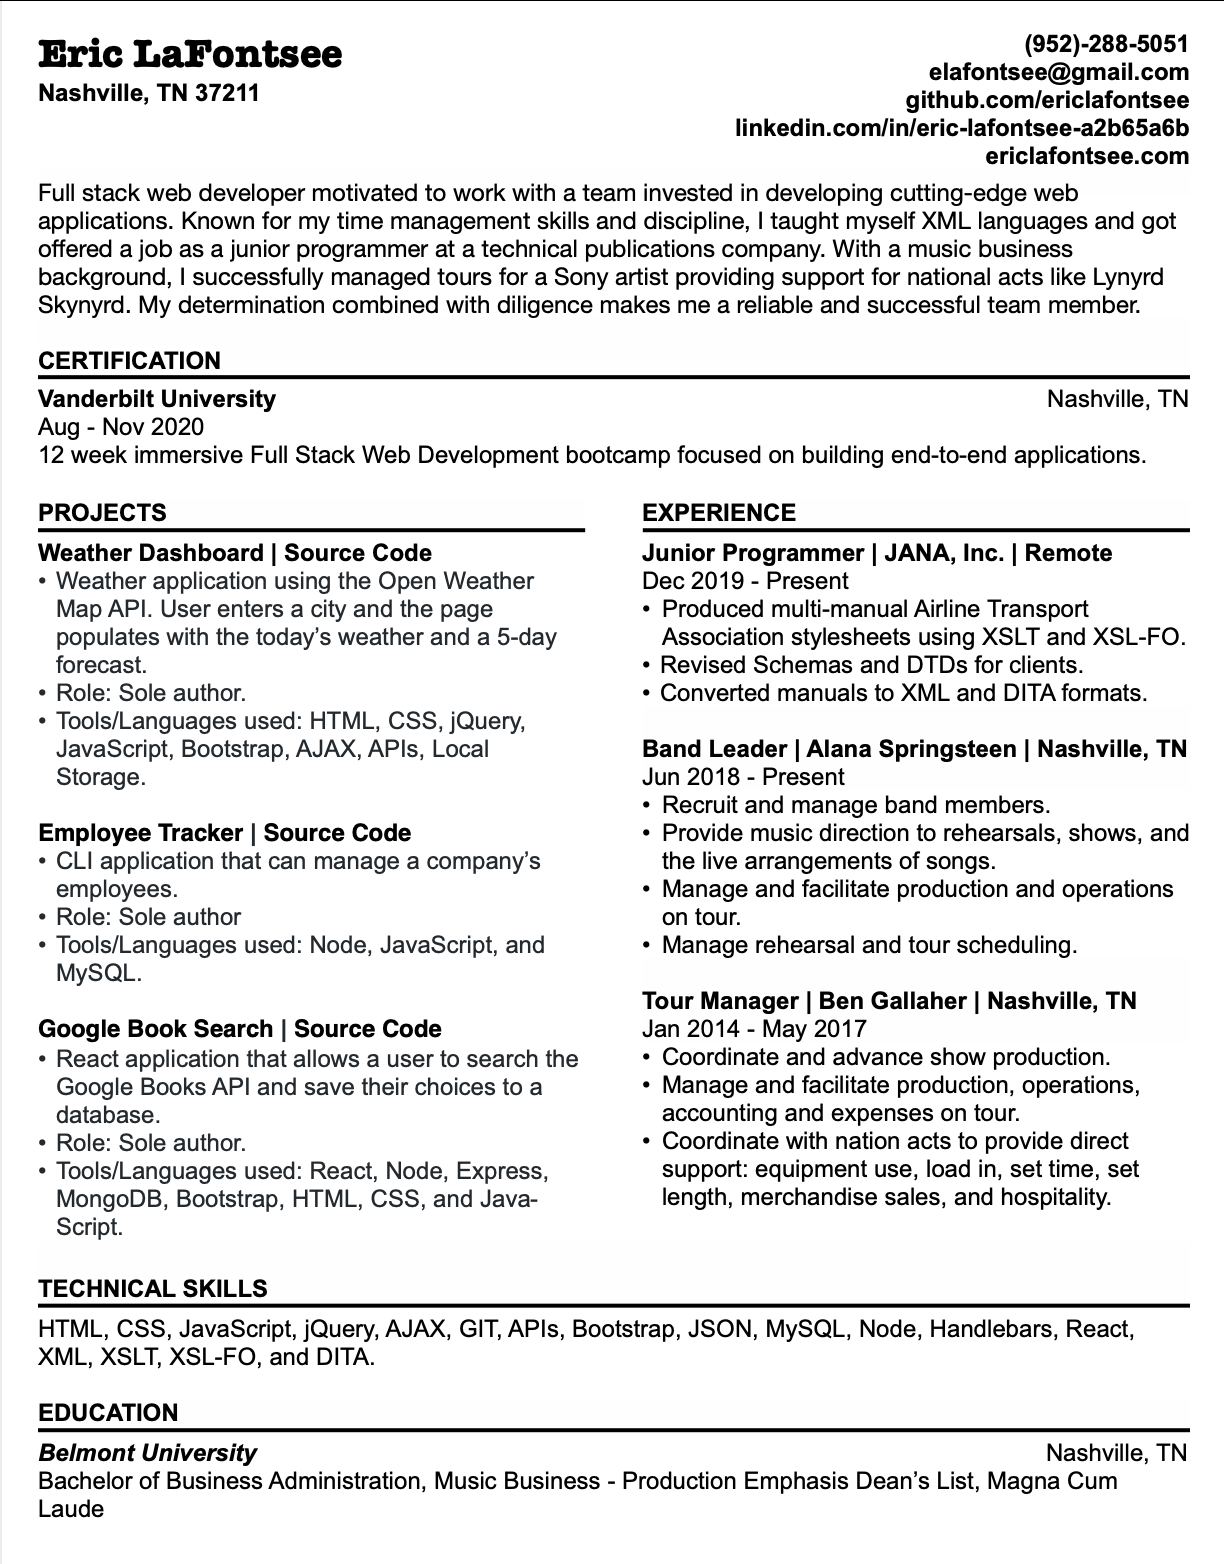 Eric LaFontsee
Nashville, TN 37211
(952)-288-5051
elafontsee@gmail.com
github.com/ericlafontsee
linkedin.com/in/eric-lafontsee-a2b65a6b
ericlafontsee.com
Full stack web developer motivated to work with a team invested in developing cutting-edge web
applications. Known for my time management skills and discipline, I taught myself XML languages and got
offered a job as a junior programmer at a technical publications company. With a music business
background, I successfully managed tours for a Sony artist providing support for national acts like Lynyrd
Skynyrd. My determination combined with diligence makes me a reliable and successful team member.
CERTIFICATION
Vanderbilt University Nashville, TN
Aug - Nov 2020
12 week immersive Full Stack Web Development bootcamp focused on building end-to-end applications.
PROJECTS
Weather Dashboard | Source Code
• Weather application using the Open Weather
Map API. User enters a city and the page
populates with the today’s weather and a 5-day
forecast.
• Role: Sole author.
• Tools/Languages used: HTML, CSS, jQuery,
JavaScript, Bootstrap, AJAX, APIs, Local
Storage.
Employee Tracker | Source Code
• CLI application that can manage a company’s
employees.
• Role: Sole author
• Tools/Languages used: Node, JavaScript, and
MySQL.
Google Book Search | Source Code
• React application that allows a user to search the
Google Books API and save their choices to a
database.
• Role: Sole author.
• Tools/Languages used: React, Node, Express,
MongoDB, Bootstrap, HTML, CSS, and Java-
Script.
EXPERIENCE
Junior Programmer | JANA, Inc. | Remote
Dec 2019 - Present
• Produced multi-manual Airline Transport
Association stylesheets using XSLT and XSL-FO.
• Revised Schemas and DTDs for clients.
• Converted manuals to XML and DITA formats.
Band Leader | Alana Springsteen | Nashville, TN
Jun 2018 - Present
• Recruit and manage band members.
• Provide music direction to rehearsals, shows, and
the live arrangements of songs.
• Manage and facilitate production and operations
on tour.
• Manage rehearsal and tour scheduling.
Tour Manager | Ben Gallaher | Nashville, TN
Jan 2014 - May 2017
• Coordinate and advance show production.
• Manage and facilitate production, operations,
accounting and expenses on tour.
• Coordinate with nation acts to provide direct
support: equipment use, load in, set time, set
length, merchandise sales, and hospitality.
TECHNICAL SKILLS
HTML, CSS, JavaScript, jQuery, AJAX, GIT, APIs, Bootstrap, JSON, MySQL, Node, Handlebars, React,
XML, XSLT, XSL-FO, and DITA.
EDUCATION
Belmont University Nashville, TN
Bachelor of Business Administration, Music Business - Production Emphasis Dean’s List, Magna Cum
Laude